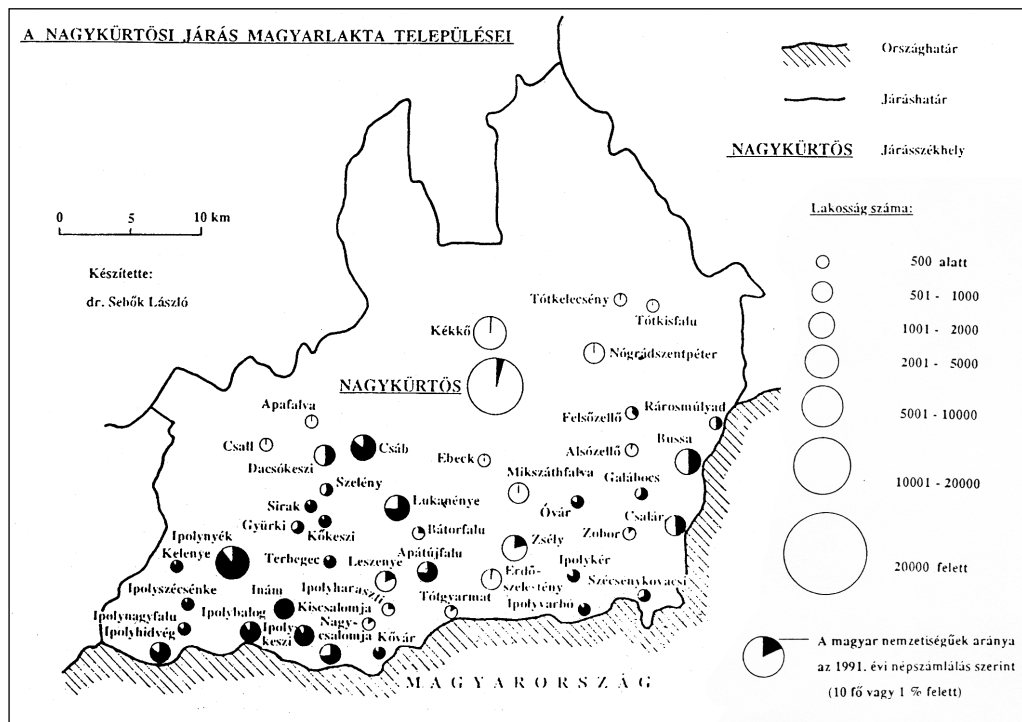 A NAGYKÜRTÖSI JÁRÁS MAGYARLAKTA TELEPÜLÉSEI
Országhatár
Járáshatár
NAGYKÜRTÖS Járásszékhely
0 5 10 km
Készítette:
dr. Sebők László
Lakosság száma:
500 alatt
501 - 1000
1001 - 2000
2001 - 5000
5001 - 10000
10001 - 20000
20000 felett
A magyar nemzetiségűek aránya
az 1991. évi népszámlálás szerint
(10 fő vagy 1 % felett)
Tótkelecsény
Tótkisfalu
Kékkő
Nógrádszentpéter
NAGYKÜRTÖS
Apafalva
Felsőzellő
Rárosmúlyad
Csall
Csáb
Dacsókeszi
Ebeck
Alsózellő
Bussa
Mikszáthfalva
Galábocs
Szelény
Sirak
Lukanénye
Óvár
Csalár
Gyürki
Kőkeszi
Bátorfalu
Zsély
Zobor
Ipolynyék
Kelenye
Terbegec
Leszenye
Apátújfalu
Ipolykér
Erdő-
szelestény
Szécsénykovácsi
Ipolyszécsénke
Inám
Ipolyharaszti
Kiscsalomja
Tótgyarmat
Ipolyvarbó
Ipolynagyfalu
Ipolyhídvég
Ipolybalog
Ipoly-
keszi
Nagy-
csalomja
Kővár
MAGYARORSZÁG